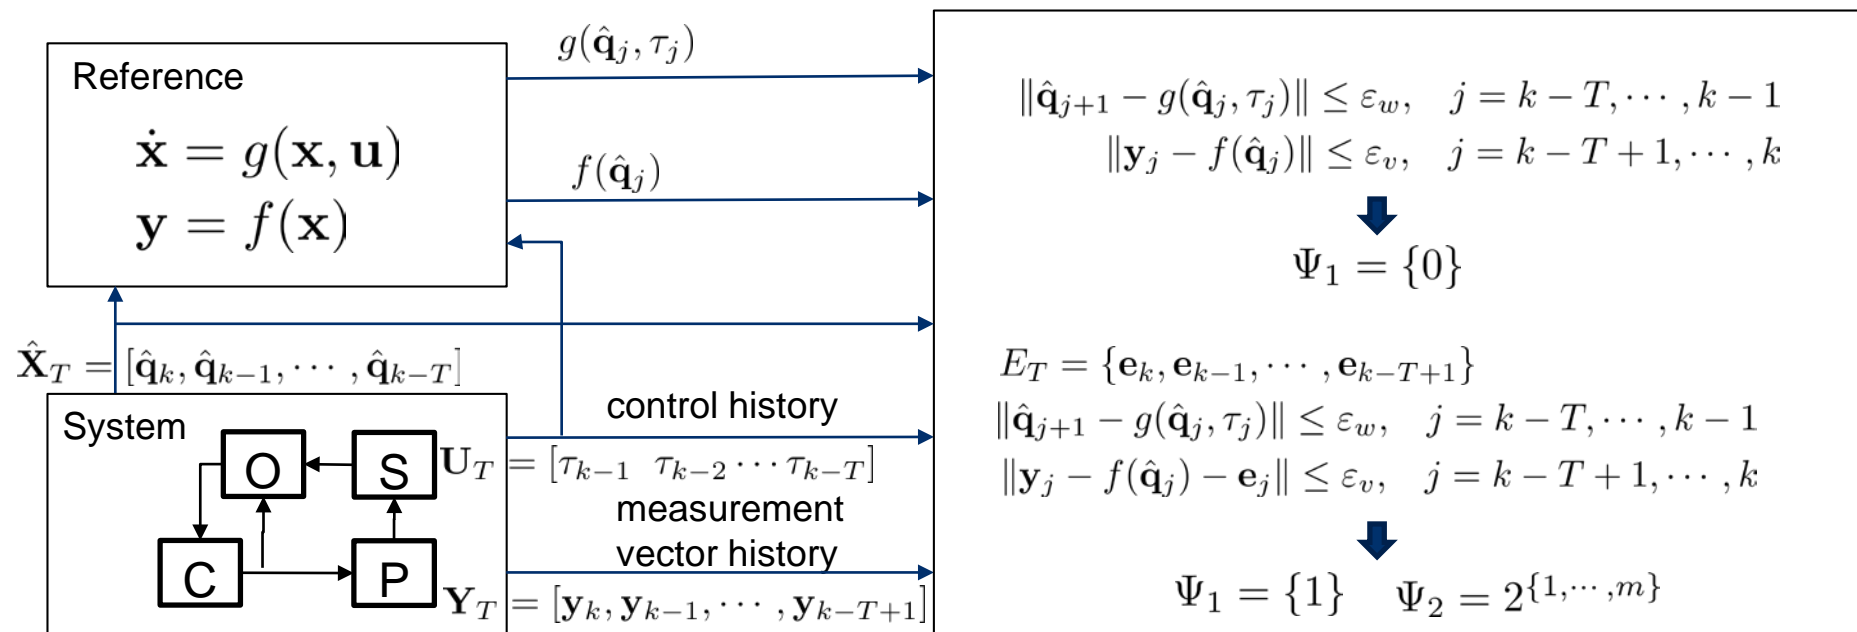 Reference
ẋ = g(x, u)
y = f(x)
g(q̂_j, τ_j)
f(q̂_j)
X̂_T = [q̂_k, q̂_{k−1}, ⋯ , q̂_{k−T}]
System
O
S
C
P
control history
U_T = [τ_{k−1} τ_{k−2} ⋯ τ_{k−T}]
measurement
vector history
Y_T = [y_k, y_{k−1}, ⋯ , y_{k−T+1}]
‖q̂_{j+1} − g(q̂_j, τ_j)‖ ≤ ε_w, j = k − T, ⋯ , k − 1
‖y_j − f(q̂_j)‖ ≤ ε_v, j = k − T + 1, ⋯ , k
Ψ_1 = {0}
E_T = {e_k, e_{k−1}, ⋯ , e_{k−T+1}}
‖q̂_{j+1} − g(q̂_j, τ_j)‖ ≤ ε_w, j = k − T, ⋯ , k − 1
‖y_j − f(q̂_j) − e_j‖ ≤ ε_v, j = k − T + 1, ⋯ , k
Ψ_1 = {1} Ψ_2 = 2^{{1,⋯,m}}